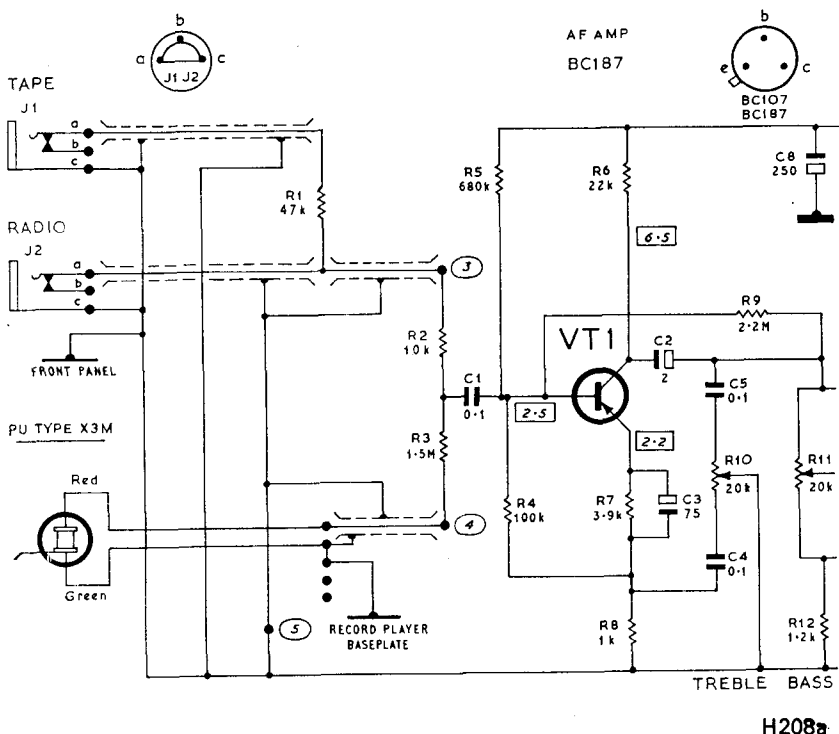 b
a c
J1 J2
AF AMP
BC187
b
e c
BC107
BC187
TAPE
J1
a
b
c
R1
47k
R5
680k
R6
22k
C8
250
RADIO
J2
a
b
c
3
6·5
R9
2·2M
R2
10k
VT1
C2
2
FRONT PANEL
C1
0·1
2·5
C5
0·1
PU TYPE X3M
R3
1·5M
2·2
R10
20k
R11
20k
Red
4
R4
100k
R7
3·9k
C3
75
C4
0·1
Green
5
RECORD PLAYER
BASEPLATE
R8
1k
R12
1·2k
TREBLE BASS
H208a